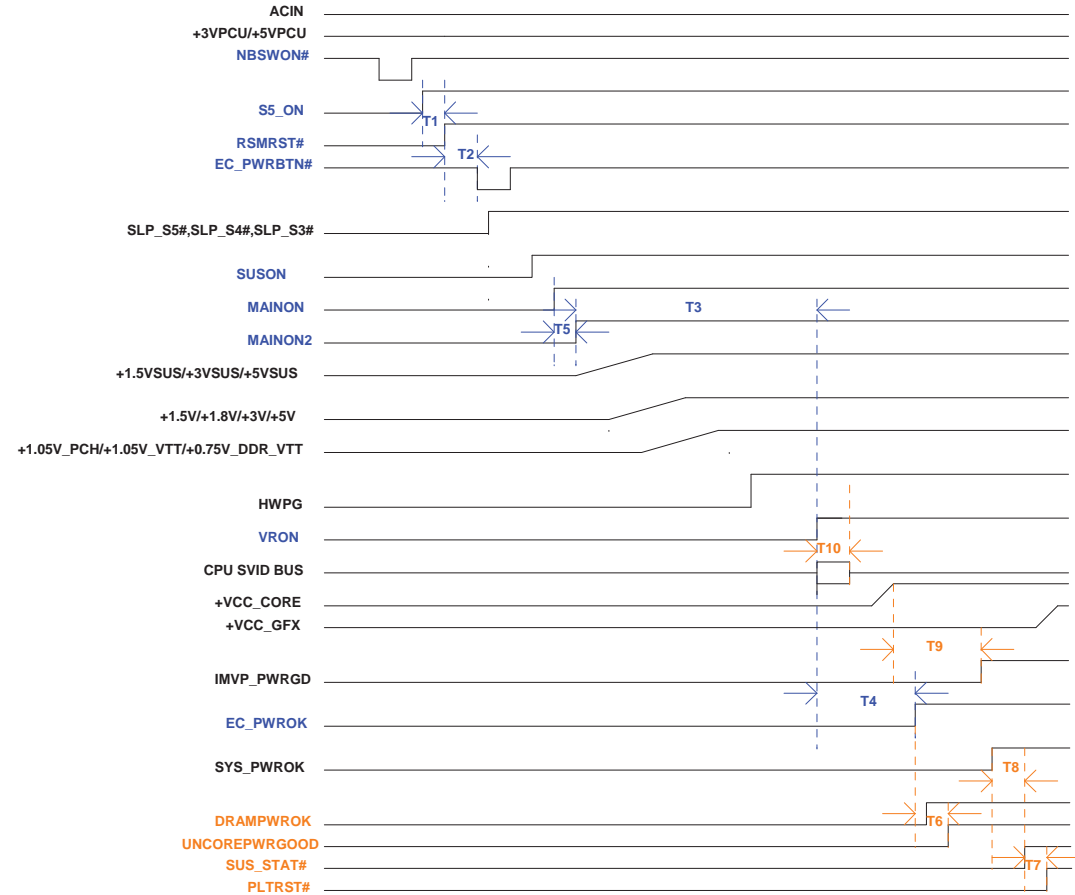 ACIN
+3VPCU/+5VPCU
NBSWON#
S5_ON
T1
RSMRST#
T2
EC_PWRBTN#
SLP_S5#,SLP_S4#,SLP_S3#
SUSON
MAINON
T3
T5
MAINON2
+1.5VSUS/+3VSUS/+5VSUS
+1.5V/+1.8V/+3V/+5V
+1.05V_PCH/+1.05V_VTT/+0.75V_DDR_VTT
HWPG
VRON
T10
CPU SVID BUS
+VCC_CORE
+VCC_GFX
T9
IMVP_PWRGD
T4
EC_PWROK
SYS_PWROK
T8
DRAMPWROK
T6
UNCOREPWRGOOD
SUS_STAT#
T7
PLTRST#